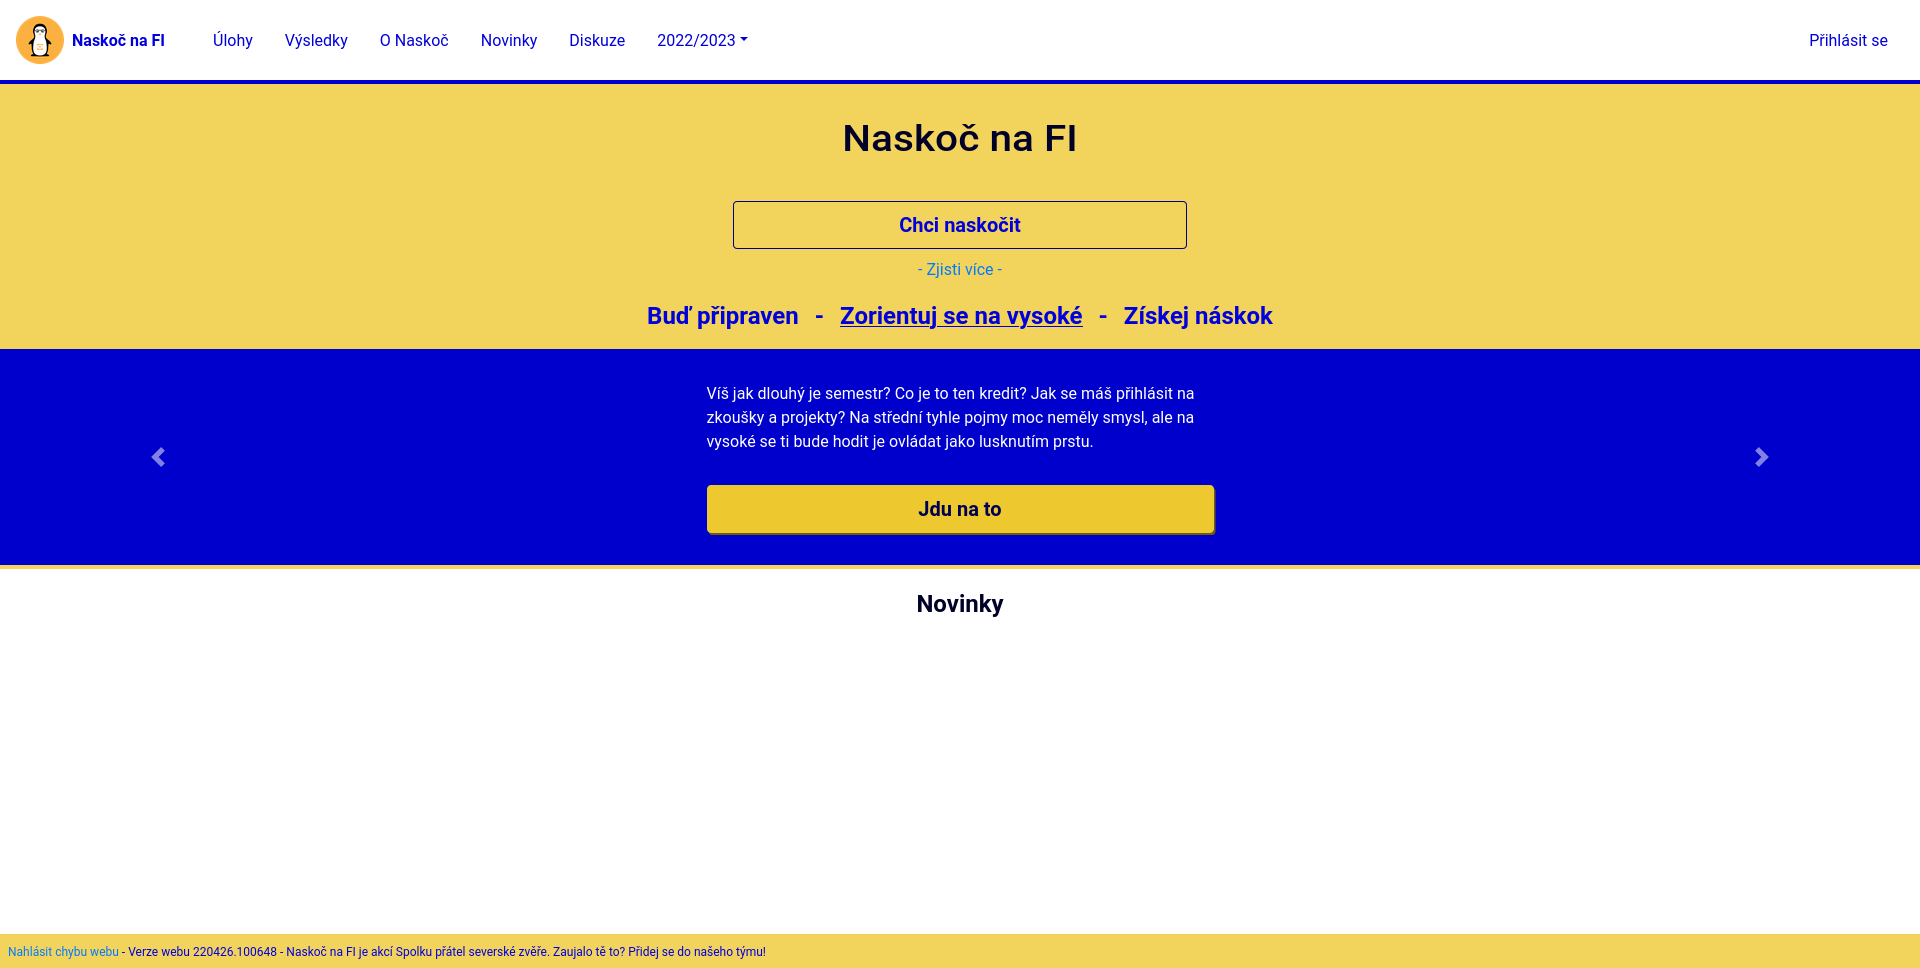 Naskoč na FI
Úlohy
Výsledky
O Naskoč
Novinky
Diskuze
2022/2023
Přihlásit se
Naskoč na FI
Chci naskočit
- Zjisti více -
Buď připraven - Zorientuj se na vysoké - Získej náskok
Víš jak dlouhý je semestr? Co je to ten kredit? Jak se máš přihlásit na
zkoušky a projekty? Na střední tyhle pojmy moc neměly smysl, ale na
vysoké se ti bude hodit je ovládat jako lusknutím prstu.
Jdu na to
Novinky
Nahlásit chybu webu - Verze webu 220426.100648 - Naskoč na FI je akcí Spolku přátel severské zvěře. Zaujalo tě to? Přidej se do našeho týmu!